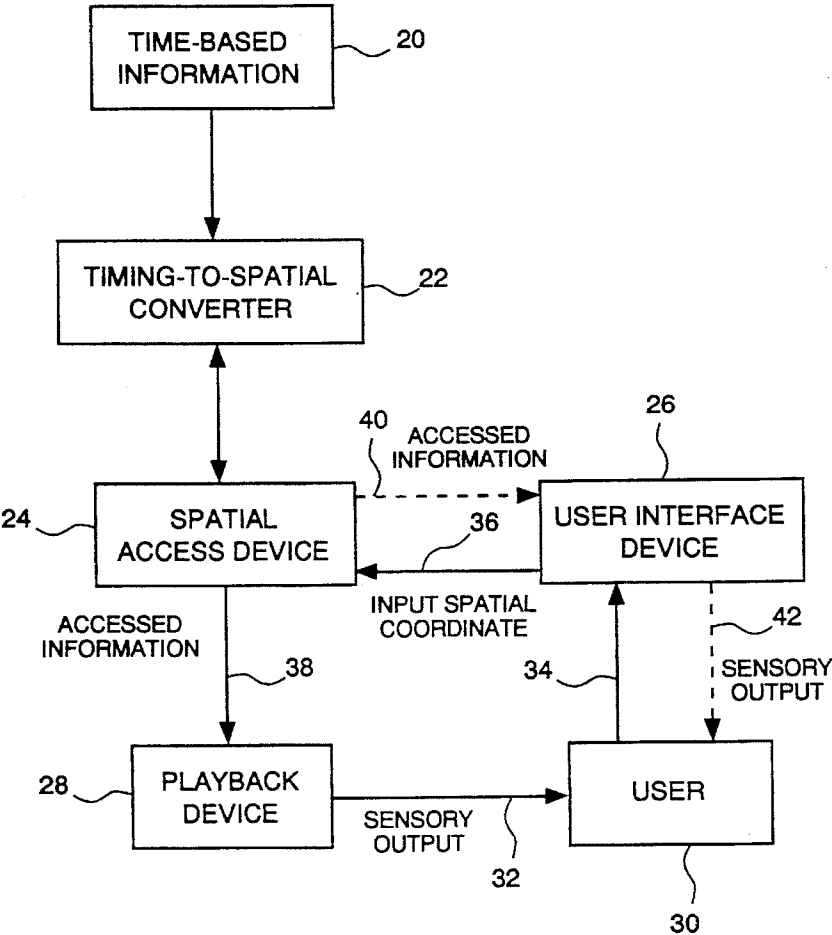 TIME-BASED
INFORMATION
20
TIMING-TO-SPATIAL
CONVERTER
22
40
ACCESSED
INFORMATION
26
24
SPATIAL
ACCESS DEVICE
36
USER INTERFACE
DEVICE
INPUT SPATIAL
COORDINATE
ACCESSED
INFORMATION
38
34
42
SENSORY
OUTPUT
28
PLAYBACK
DEVICE
SENSORY
OUTPUT
32
USER
30